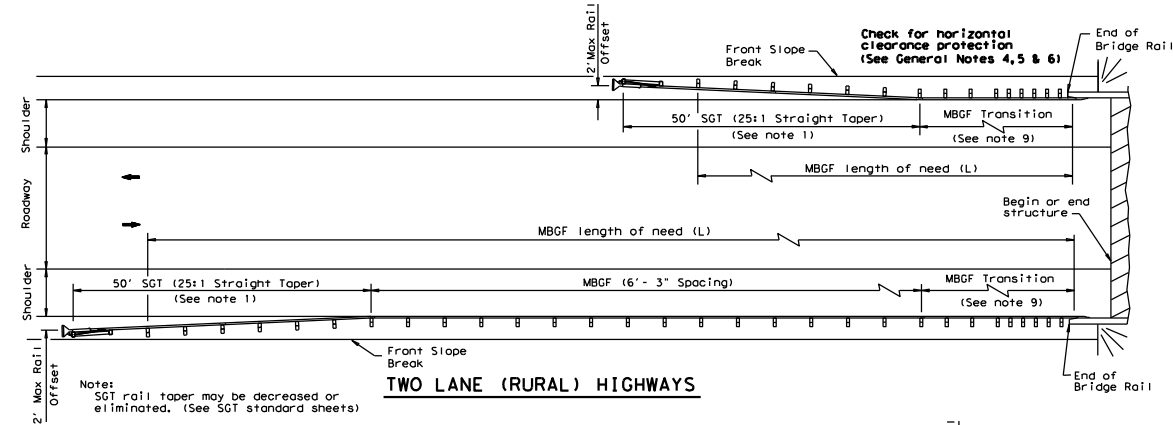 2' Max Rail
Offset
Front Slope
Break
Check for horizontal
clearance protection
(See General Notes 4,5 & 6)
End of
Bridge Rail
Shoulder
50' SGT (25:1 Straight Taper)
(See note 1)
MBGF Transition
(See note 9)
MBGF length of need (L)
Roadway
Begin or end
structure
MBGF length of need (L)
Shoulder
50' SGT (25:1 Straight Taper)
(See note 1)
MBGF (6'- 3" Spacing)
MBGF Transition
(See note 9)
2' Max Rail
Offset
Front Slope
Break
Note:
SGT rail taper may be decreased or
eliminated. (See SGT standard sheets)
TWO LANE (RURAL) HIGHWAYS
End of
Bridge Rail